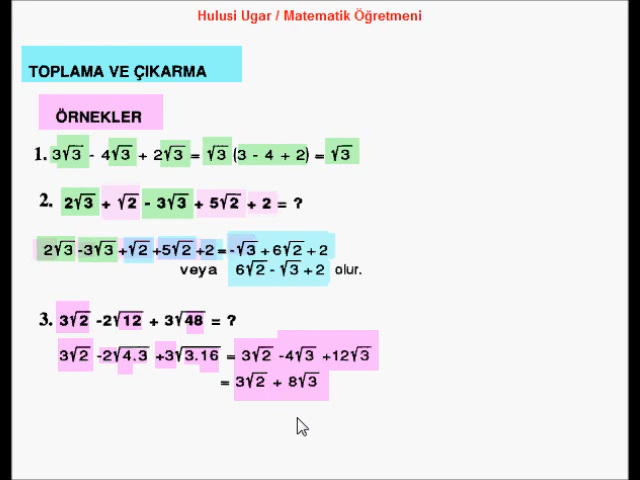 Hulusi Ugar / Matematik Öğretmeni
TOPLAMA VE ÇIKARMA
ÖRNEKLER
1. 3√3 - 4√3 + 2√3 = √3 (3 - 4 + 2) = √3
2. 2√3 + √2 - 3√3 + 5√2 + 2 = ?
2√3 -3√3 +√2 +5√2 +2 = -√3 + 6√2 + 2
veya 6√2 - √3 + 2 olur.
3. 3√2 -2√12 + 3√48 = ?
3√2 -2√4.3 +3√3.16 = 3√2 -4√3 +12√3
= 3√2 + 8√3